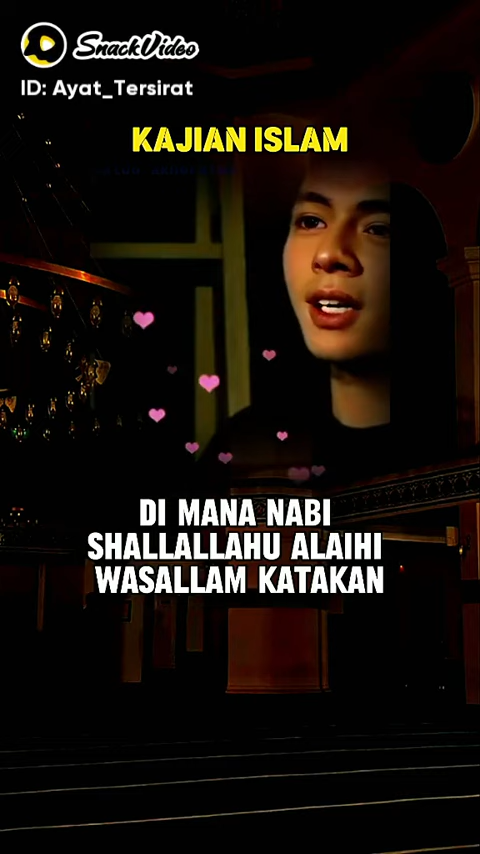 SnackVideo
ID: Ayat_Tersirat
KAJIAN ISLAM
DI MANA NABI
SHALLALLAHU ALAIHI
WASALLAM KATAKAN